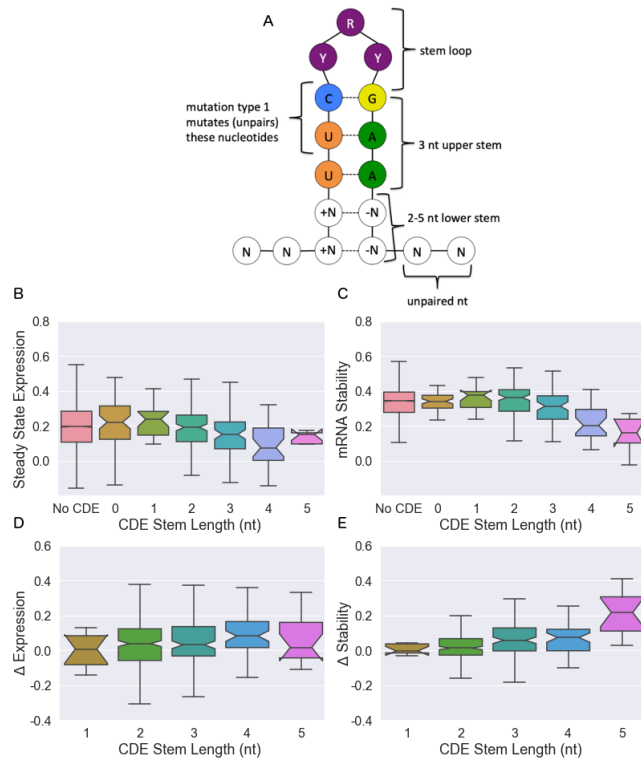 A
R
Y Y
stem loop
C G
mutation type 1
mutates (unpairs)
these nucleotides
U A
3 nt upper stem
U A
+N -N
2-5 nt lower stem
N N +N -N N N
unpaired nt
B
Steady State Expression
0.8
0.6
0.4
0.2
0.0
No CDE 0 1 2 3 4 5
CDE Stem Length (nt)
C
mRNA Stability
0.8
0.6
0.4
0.2
0.0
No CDE 0 1 2 3 4 5
CDE Stem Length (nt)
D
Δ Expression
0.6
0.4
0.2
0.0
-0.2
-0.4
1 2 3 4 5
CDE Stem Length (nt)
E
Δ Stability
0.6
0.4
0.2
0.0
-0.2
-0.4
1 2 3 4 5
CDE Stem Length (nt)